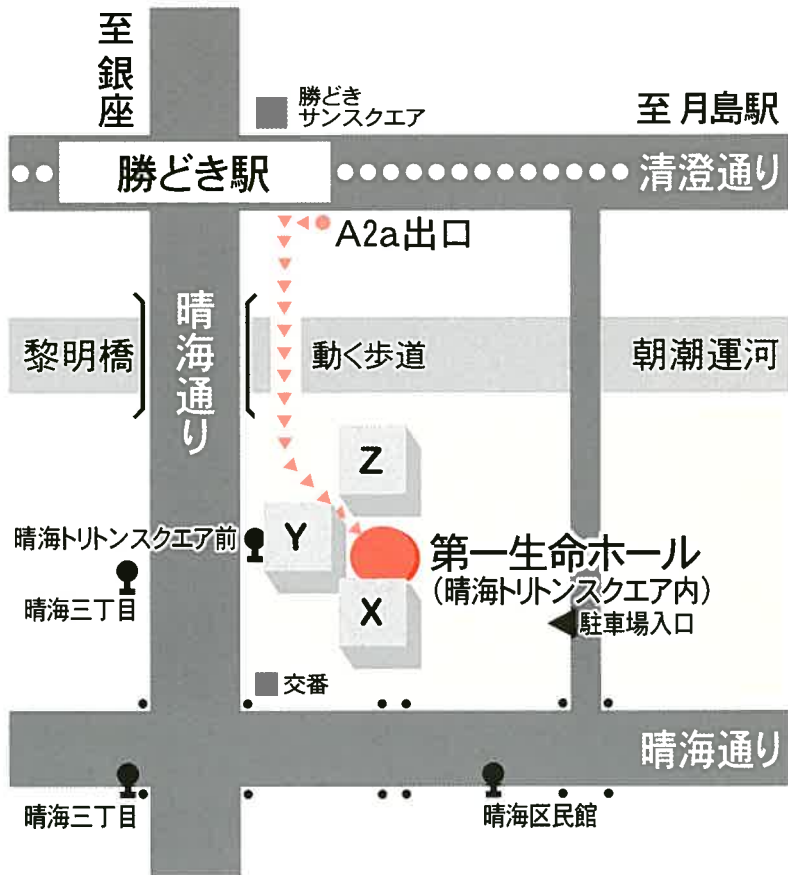 至銀座
勝どき
サンスクエア
至 月島駅
勝どき駅
清澄通り
A2a出口
晴海通り
黎明橋
動く歩道
朝潮運河
Z
Y
晴海トリトンスクエア前
第一生命ホール
(晴海トリトンスクエア内)
晴海三丁目
X
駐車場入口
交番
晴海通り
晴海三丁目
晴海区民館